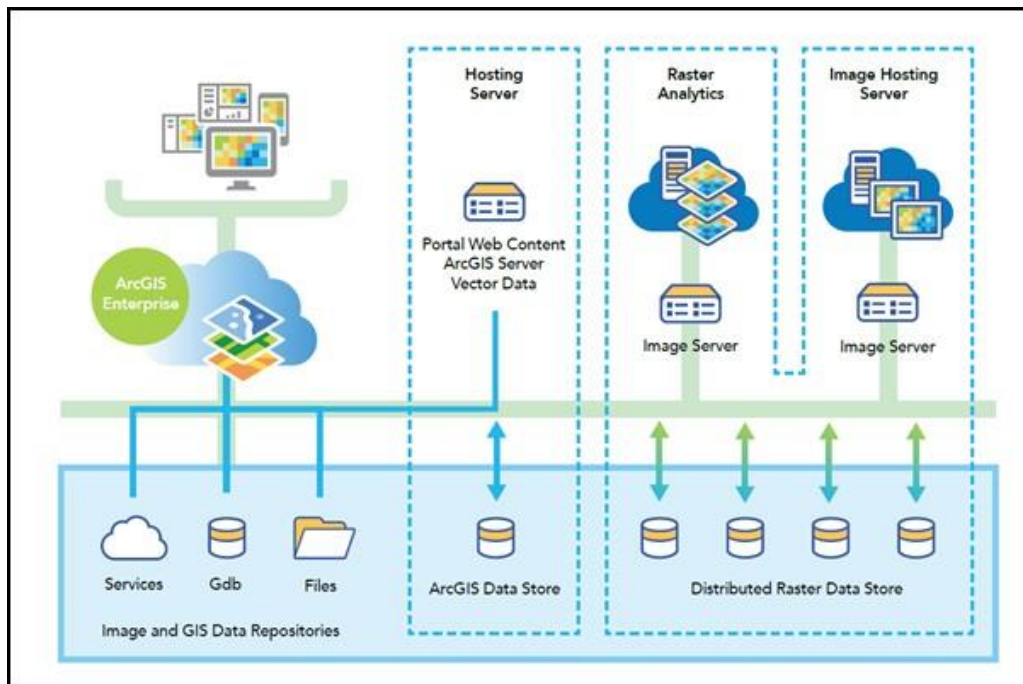 Hosting
Server
Raster
Analytics
Image Hosting
Server
ArcGIS
Enterprise
Portal Web Content
ArcGIS Server
Vector Data
Image Server
Image Server
Services
Gdb
Files
ArcGIS Data Store
Distributed Raster Data Store
Image and GIS Data Repositories